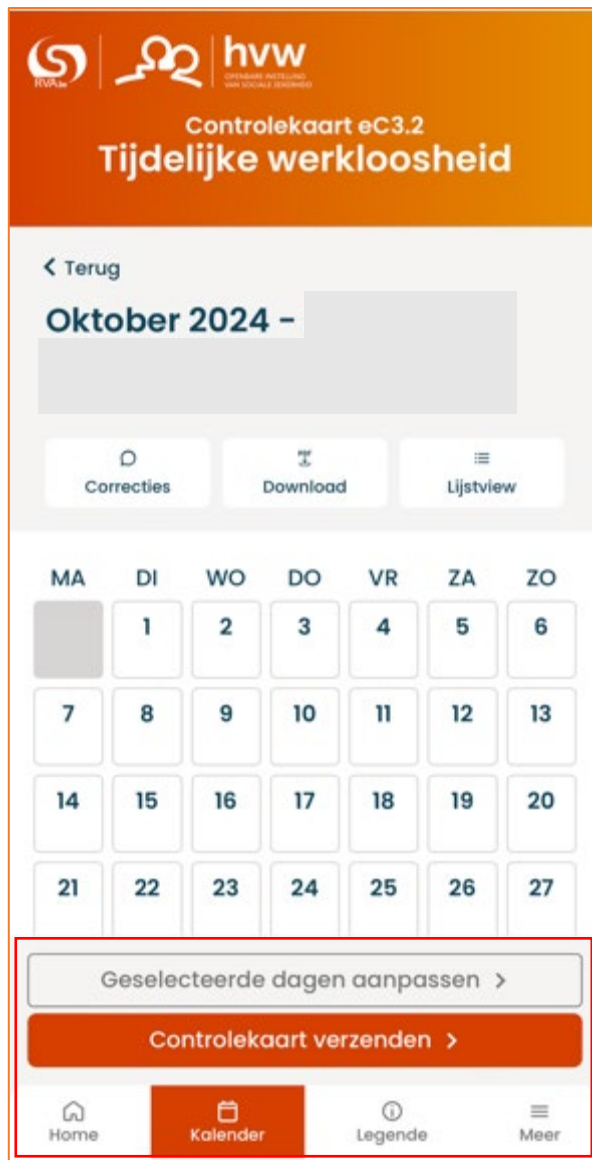 RVA.be
hvw
OPENBARE INSTELLING
VAN SOCIALE ZEKERHEID
Controlekaart eC3.2
Tijdelijke werkloosheid
Terug
Oktober 2024 -
Correcties Download Lijstview
MA DI WO DO VR ZA ZO
1 2 3 4 5 6
7 8 9 10 11 12 13
14 15 16 17 18 19 20
21 22 23 24 25 26 27
Geselecteerde dagen aanpassen >
Controlekaart verzenden >
Home Kalender Legende Meer